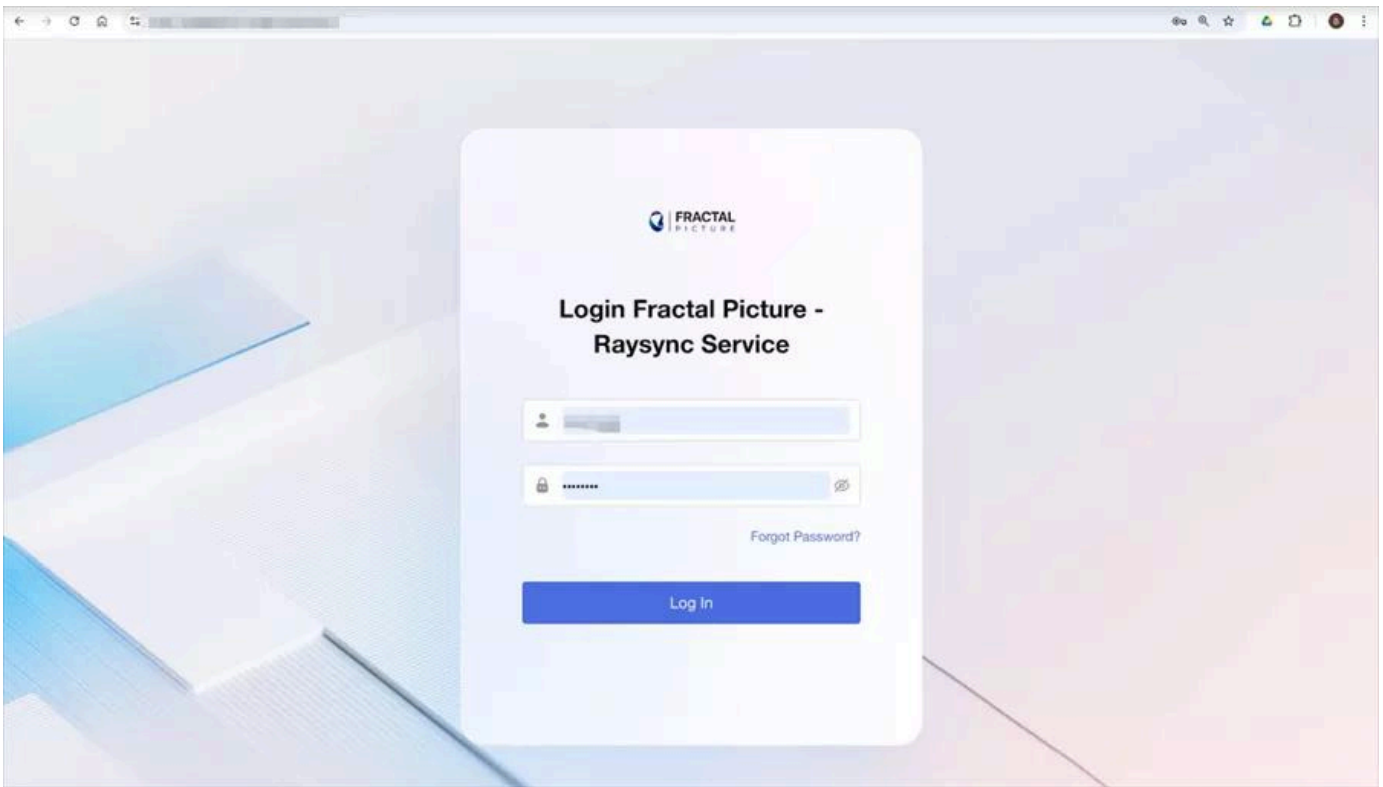 FRACTAL
PICTURE
Login Fractal Picture -
Raysync Service
••••••••
Forgot Password?
Log In